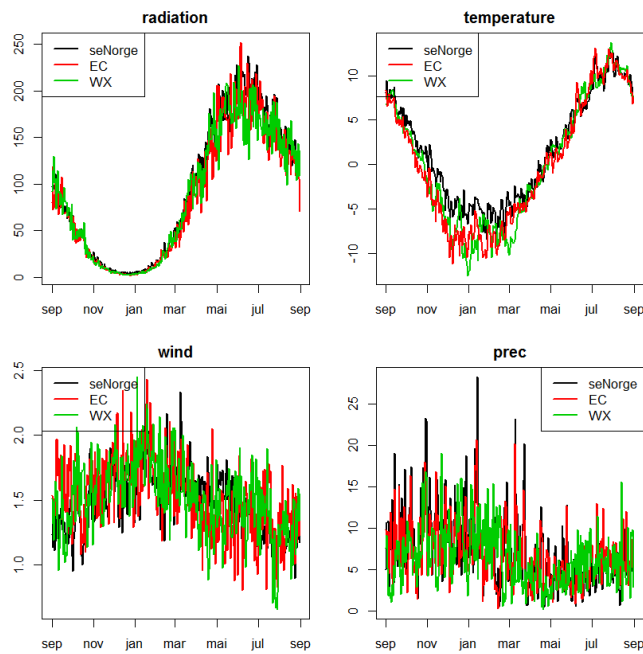 radiation
seNorge
EC
WX
250
200
150
100
50
0
sep nov jan mar mai jul sep
temperature
seNorge
EC
WX
10
5
0
-5
-10
sep nov jan mar mai jul sep
wind
seNorge
EC
WX
2.5
2.0
1.5
1.0
sep nov jan mar mai jul sep
prec
seNorge
EC
WX
25
20
15
10
5
0
sep nov jan mar mai jul sep